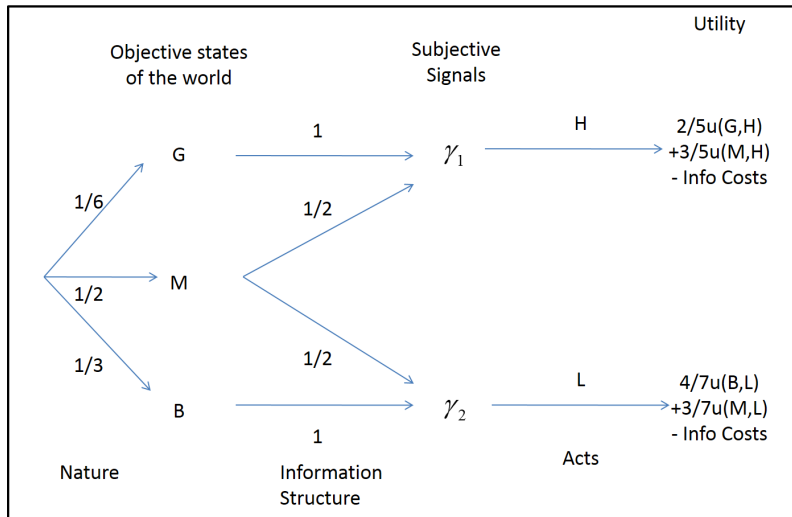 Utility
Objective states
of the world
Subjective
Signals
1
H
G
γ₁
2/5u(G,H)
+3/5u(M,H)
- Info Costs
1/6
1/2
M
1/2
1/3
1/2
L
B
γ₂
4/7u(B,L)
+3/7u(M,L)
- Info Costs
1
Nature
Information
Structure
Acts